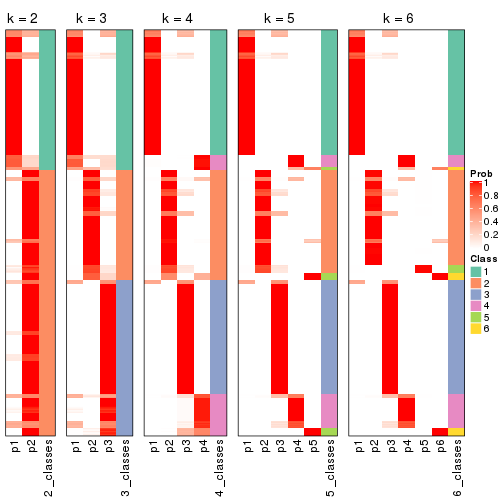 k = 2
k = 3
k = 4
k = 5
k = 6
Prob
1
0.8
0.6
0.4
0.2
0
Class
1
2
3
4
5
6
p1
p2
2_classes
p1
p2
p3
3_classes
p1
p2
p3
p4
4_classes
p1
p2
p3
p4
p5
5_classes
p1
p2
p3
p4
p5
p6
6_classes